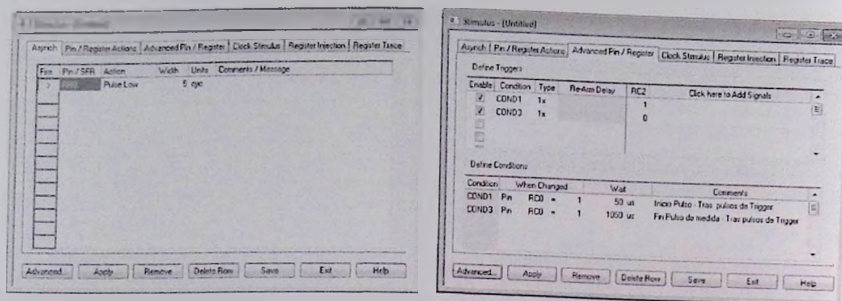 Asynch Pin / Register Actions Advanced Pin / Register Clock Stimulus Register Injection Register Trace
Fire Pin / SFR Action Width Units Comments / Message
> Pulse Low 5 cyc
Advanced... Apply Remove Delete Row Save Exit Help
Stimulus - [Untitled]
Asynch Pin / Register Actions Advanced Pin / Register Clock Stimulus Register Injection Register Trace
Define Triggers
Enable Condition Type Re-Arm Delay RC2 Click here to Add Signals
COND1 1x 1
COND3 1x 0
Define Conditions
Condition When Changed Wait Comments
COND1 Pin RC0 = 1 50 us Inicio Pulso - Tras pulsos de Trigger
COND3 Pin RC0 = 1 1050 us Fin Pulso de medida - Tras pulsos de Trigger
Advanced... Apply Remove Delete Row Save Exit Help